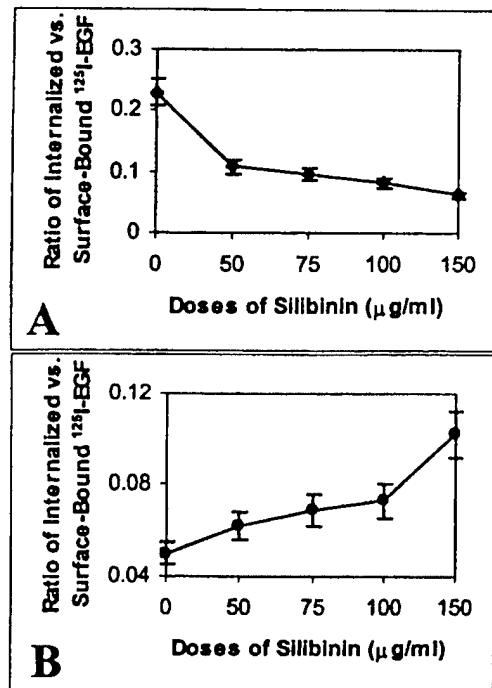 Ratio of Internalized vs.
Surface-Bound ¹²⁵I-EGF
0.3
0.2
0.1
0
0 50 75 100 150
Doses of Silibinin (µg/ml)
A
Ratio of Internalized vs.
Surface-Bound ¹²⁵I-EGF
0.12
0.08
0.04
0 50 75 100 150
Doses of Silibinin (µg/ml)
B